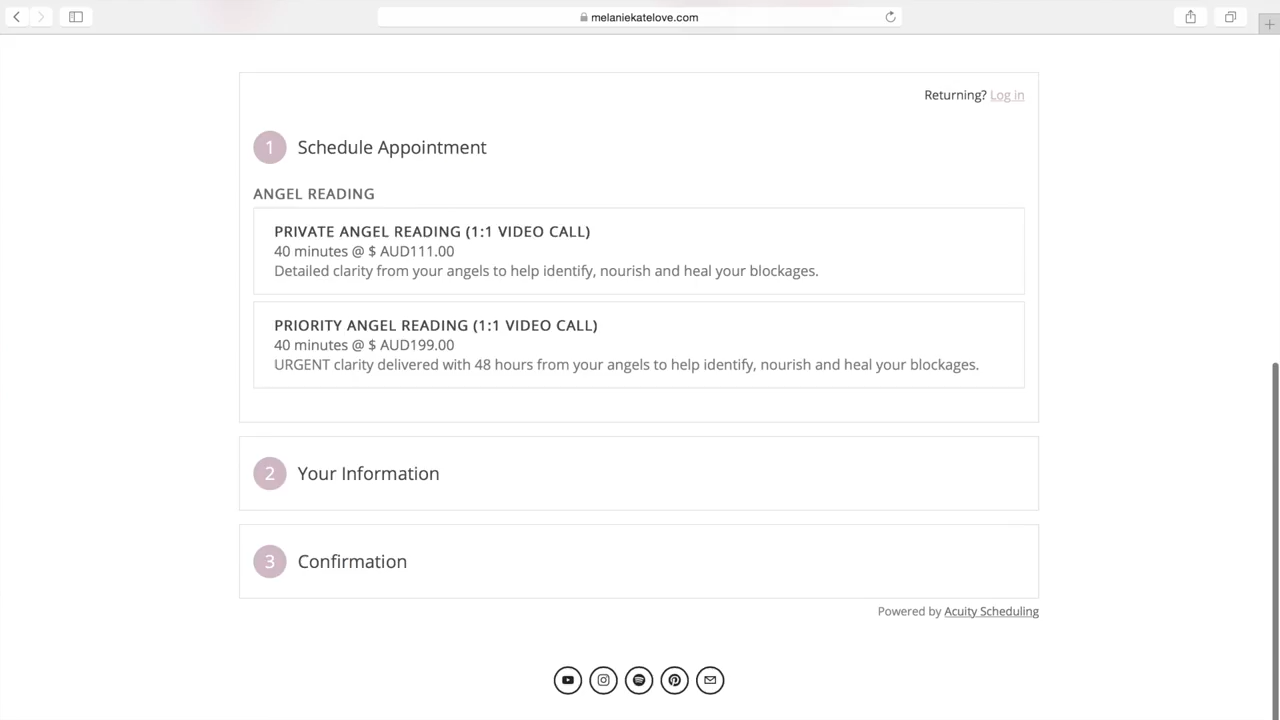 melaniekatelove.com
Returning? Log in
1 Schedule Appointment
ANGEL READING
PRIVATE ANGEL READING (1:1 VIDEO CALL)
40 minutes @ $ AUD111.00
Detailed clarity from your angels to help identify, nourish and heal your blockages.
PRIORITY ANGEL READING (1:1 VIDEO CALL)
40 minutes @ $ AUD199.00
URGENT clarity delivered with 48 hours from your angels to help identify, nourish and heal your blockages.
2 Your Information
3 Confirmation
Powered by Acuity Scheduling